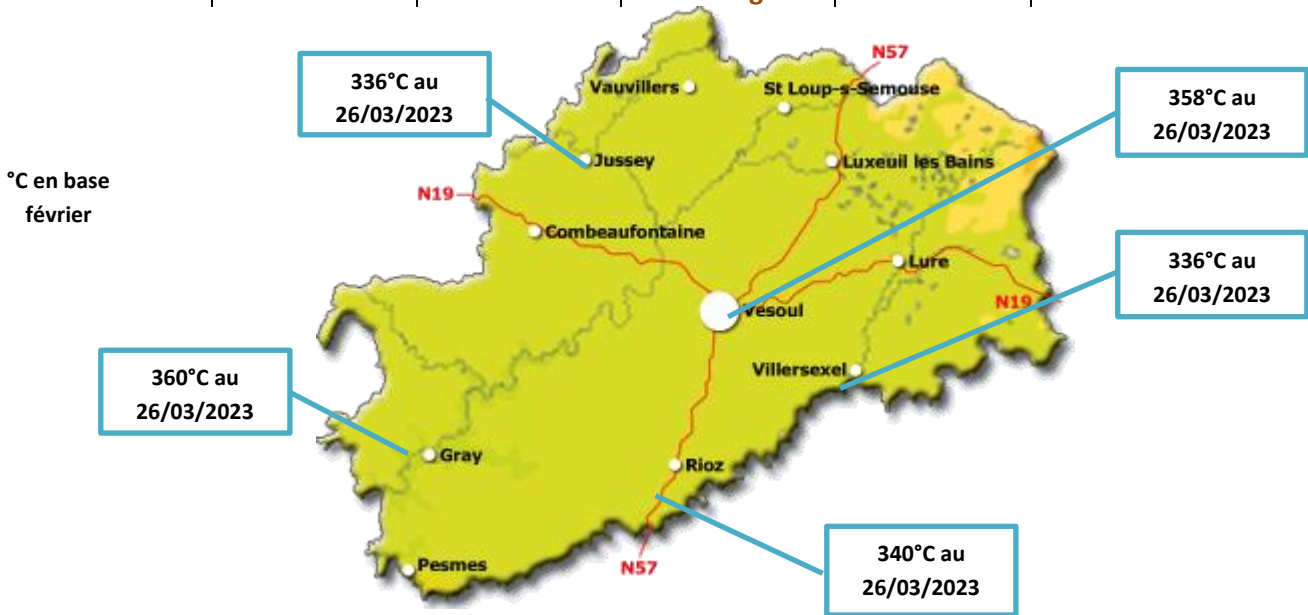 N57
336°C au
26/03/2023
Vauvillers
St Loup-s-Semouse
358°C au
26/03/2023
Jussey
Luxeuil les Bains
°C en base
février
N19
Combeaufontaine
Lure
336°C au
26/03/2023
N19
Vesoul
Villersexel
360°C au
26/03/2023
Gray
Rioz
340°C au
26/03/2023
Pesmes
N57